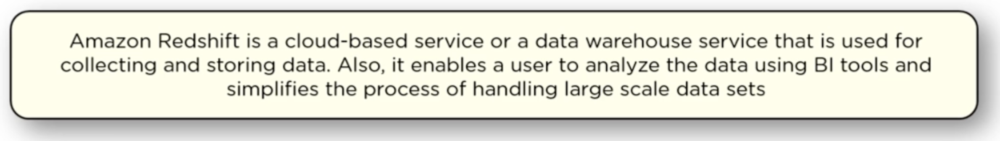 Amazon Redshift is a cloud-based service or a data warehouse service that is used for
collecting and storing data. Also, it enables a user to analyze the data using BI tools and
simplifies the process of handling large scale data sets